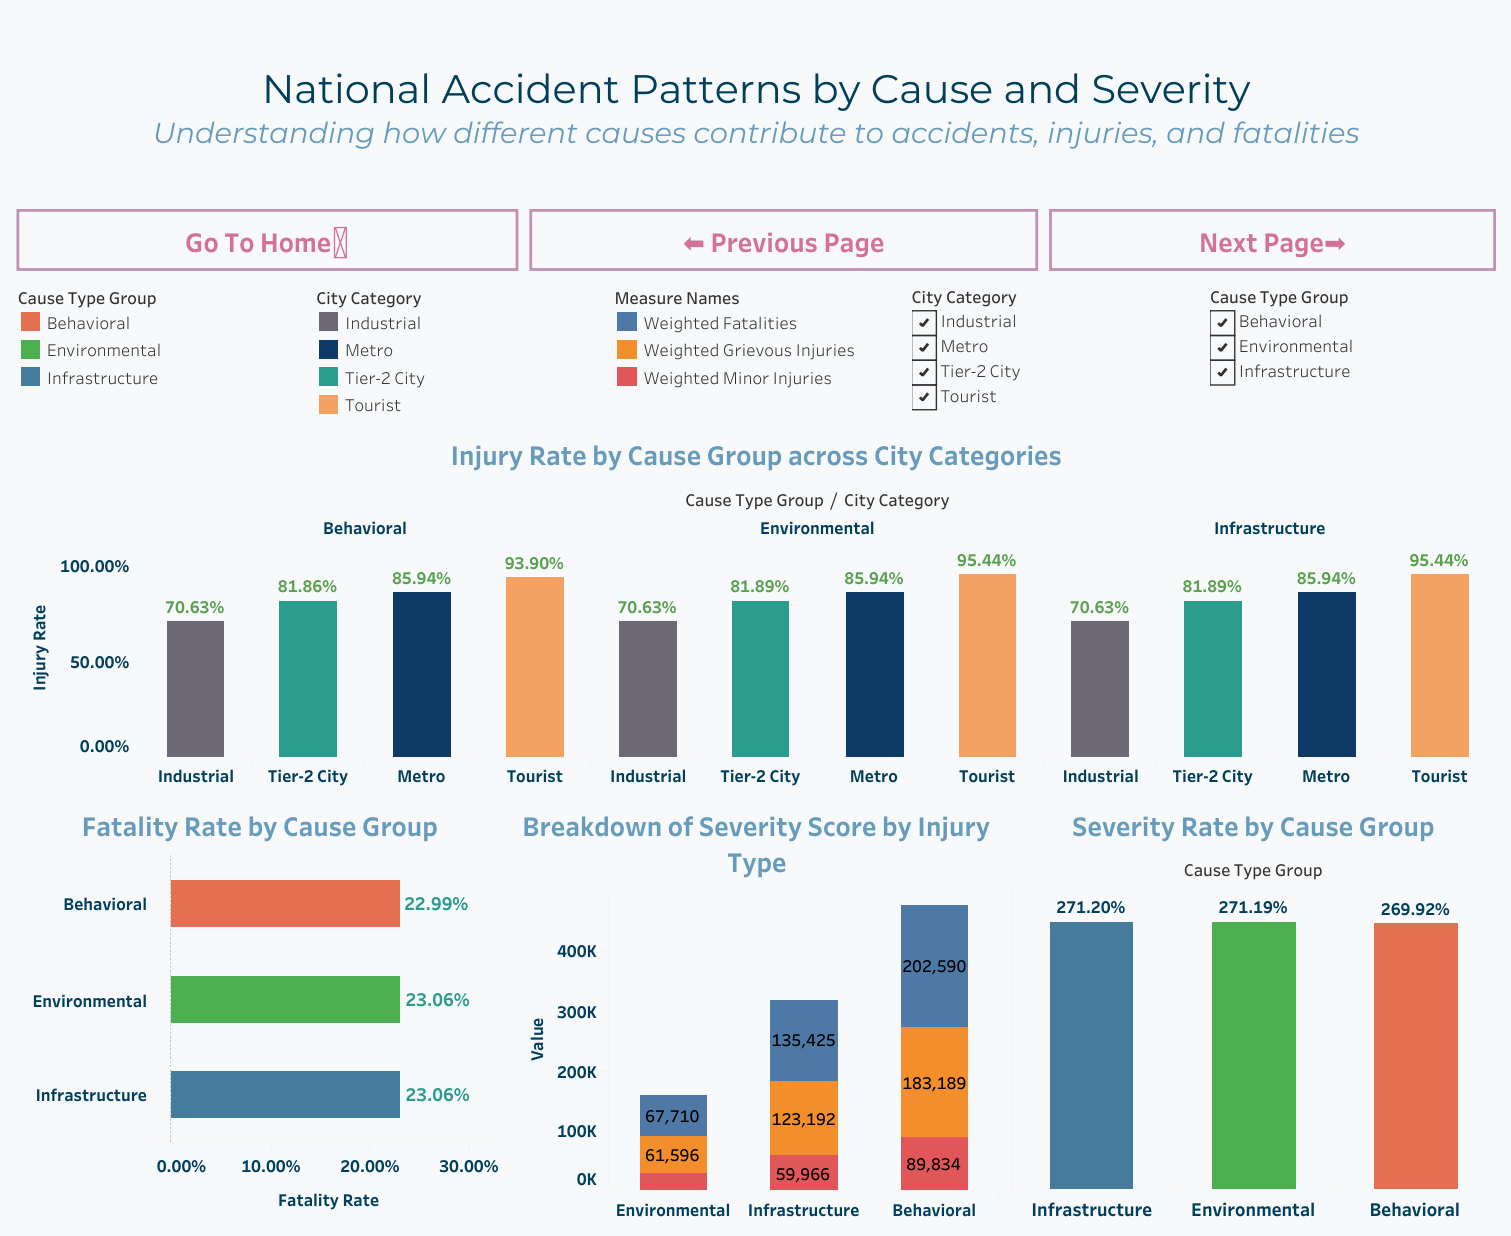 National Accident Patterns by Cause and Severity
Understanding how different causes contribute to accidents, injuries, and fatalities
Go To Home
⬅ Previous Page
Next Page➡
Cause Type Group
Behavioral
Environmental
Infrastructure
City Category
Industrial
Metro
Tier-2 City
Tourist
Measure Names
Weighted Fatalities
Weighted Grievous Injuries
Weighted Minor Injuries
City Category
Industrial
Metro
Tier-2 City
Tourist
Cause Type Group
Behavioral
Environmental
Infrastructure
Injury Rate by Cause Group across City Categories
Cause Type Group / City Category
Behavioral
Environmental
Infrastructure
Injury Rate
100.00%
50.00%
0.00%
70.63%
81.86%
85.94%
93.90%
70.63%
81.89%
85.94%
95.44%
70.63%
81.89%
85.94%
95.44%
Industrial
Tier-2 City
Metro
Tourist
Industrial
Tier-2 City
Metro
Tourist
Industrial
Tier-2 City
Metro
Tourist
Fatality Rate by Cause Group
Behavioral
22.99%
Environmental
23.06%
Infrastructure
23.06%
0.00%
10.00%
20.00%
30.00%
Fatality Rate
Breakdown of Severity Score by Injury
Type
Value
400K
300K
200K
100K
0K
67,710
61,596
135,425
123,192
59,966
202,590
183,189
89,834
Environmental
Infrastructure
Behavioral
Severity Rate by Cause Group
Cause Type Group
271.20%
271.19%
269.92%
Infrastructure
Environmental
Behavioral